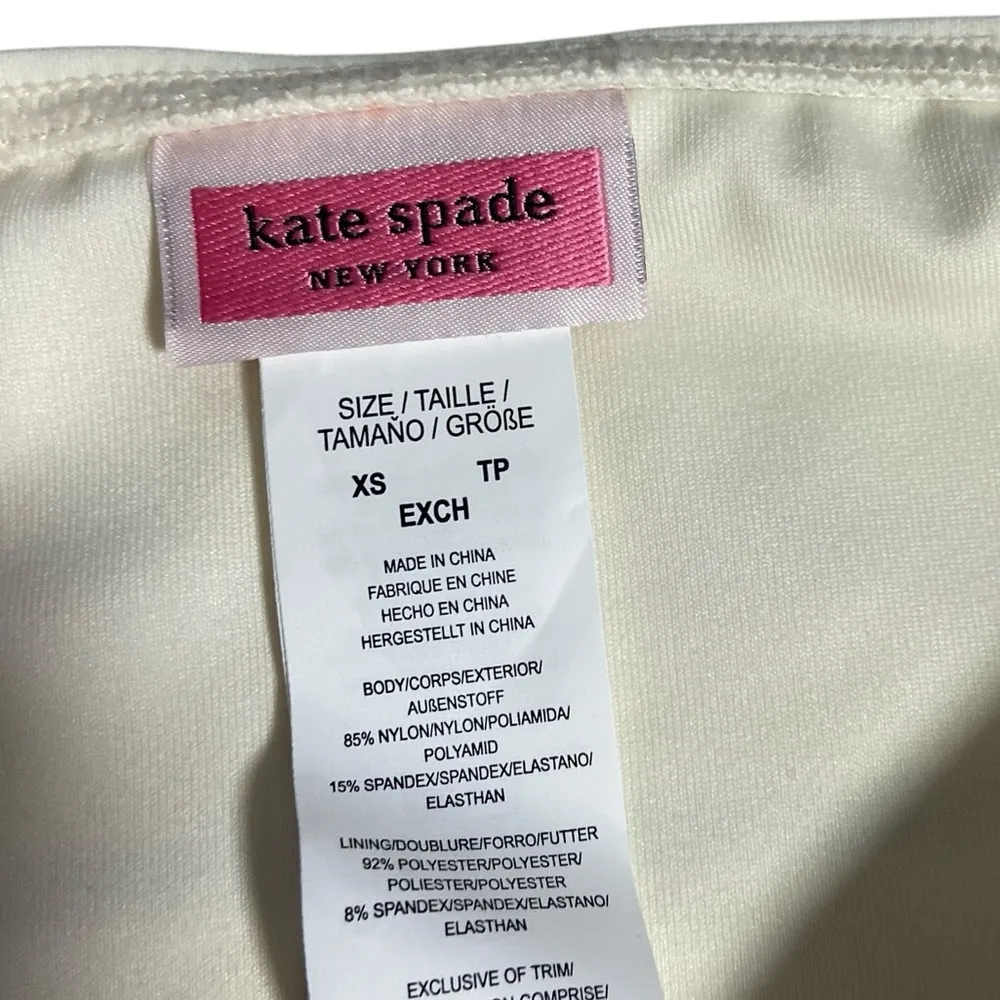 kate spade
NEW YORK
SIZE / TAILLE /
TAMAÑO / GRÖßE
XS TP
EXCH
MADE IN CHINA
FABRIQUE EN CHINE
HECHO EN CHINA
HERGESTELLT IN CHINA
BODY/CORPS/EXTERIOR/
AUßENSTOFF
85% NYLON/NYLON/POLIAMIDA/
POLYAMID
15% SPANDEX/SPANDEX/ELASTANO/
ELASTHAN
LINING/DOUBLURE/FORRO/FUTTER
92% POLYESTER/POLYESTER/
POLIESTER/POLYESTER
8% SPANDEX/SPANDEX/ELASTANO/
ELASTHAN
EXCLUSIVE OF TRIM/
COMPRISE/